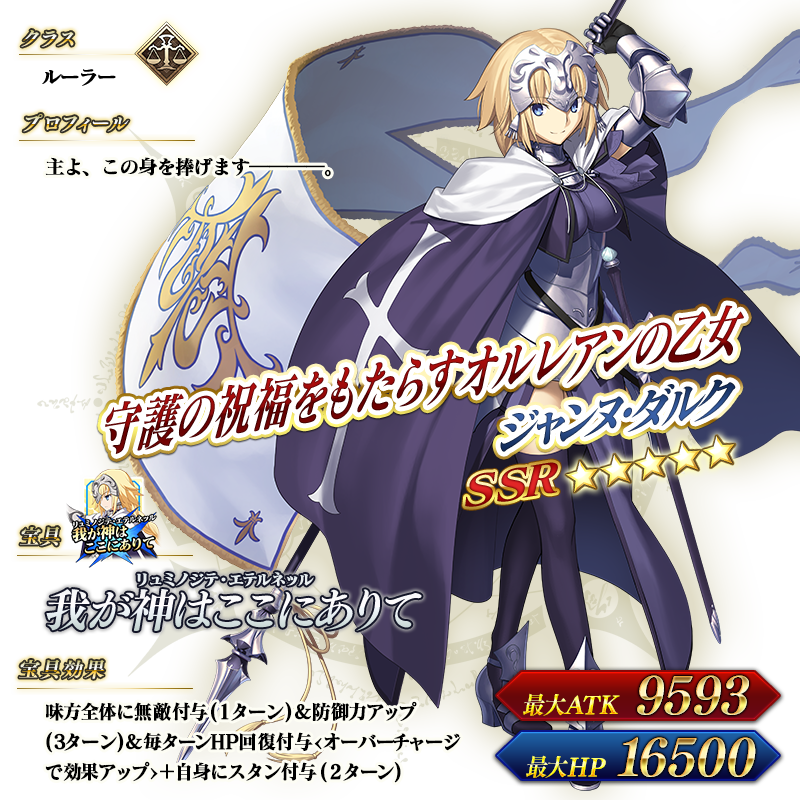 クラス
ルーラー
プロフィール
主よ、この身を捧げます―――。
守護の祝福をもたらすオルレアンの乙女
ジャンヌ・ダルク
SSR
リュミノジテ・エテルネッル
我が神は
ここにありて
宝具
リュミノジテ・エテルネッル
我が神はここにありて
宝具効果
味方全体に無敵付与(1ターン)&防御力アップ
(3ターン)&毎ターンHP回復付与<オーバーチャージ
で効果アップ>+自身にスタン付与(2ターン)
最大ATK 9593
最大HP 16500